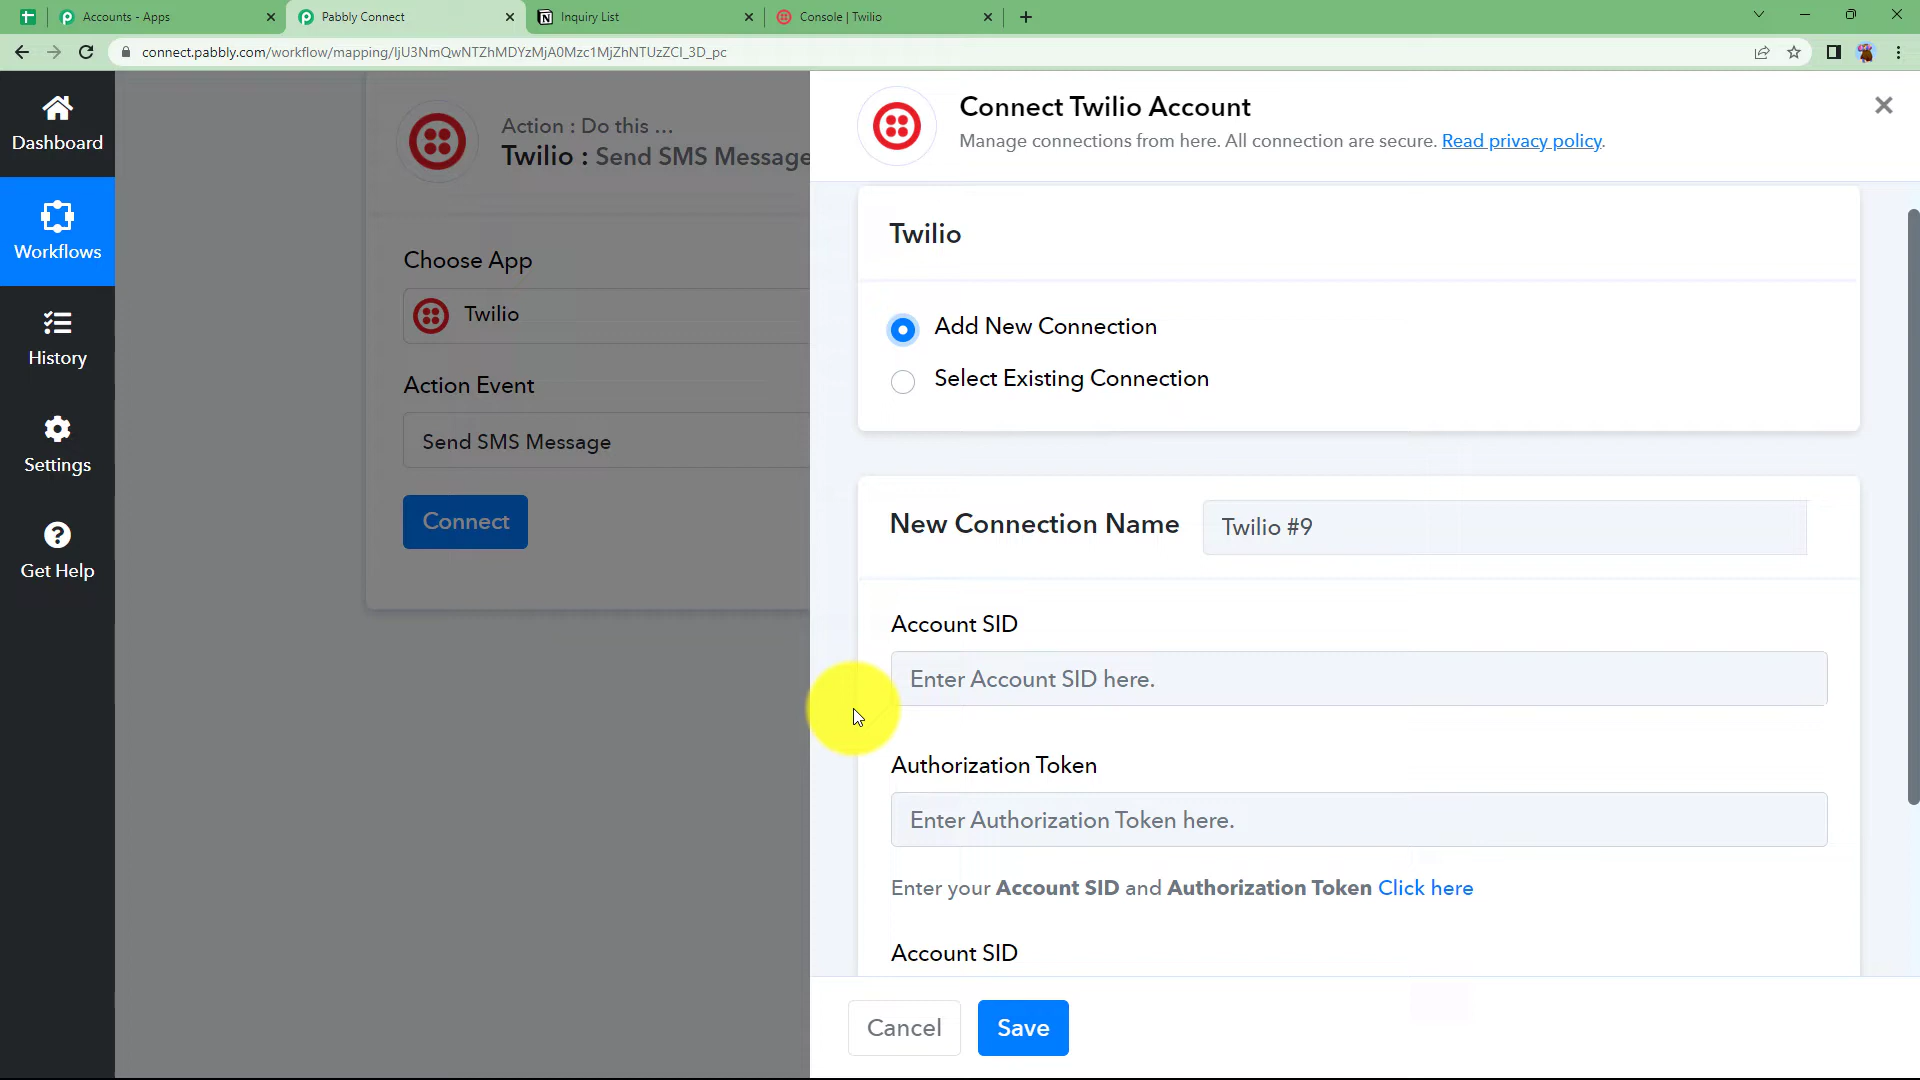 Accounts - Apps
Pabbly Connect
Inquiry List
Console | Twilio
connect.pabbly.com/workflow/mapping/IjU3NmQwNTZhMDYzMjA0Mzc1MjZhNTUzZCI_3D_pc
Dashboard
Workflows
History
Settings
Get Help
Action : Do this ...
Twilio : Send SMS Message
Choose App
Twilio
Action Event
Send SMS Message
Connect
Connect Twilio Account
Manage connections from here. All connection are secure. Read privacy policy.
Twilio
Add New Connection
Select Existing Connection
New Connection Name
Twilio #9
Account SID
Enter Account SID here.
Authorization Token
Enter Authorization Token here.
Enter your Account SID and Authorization Token Click here
Account SID
Cancel
Save